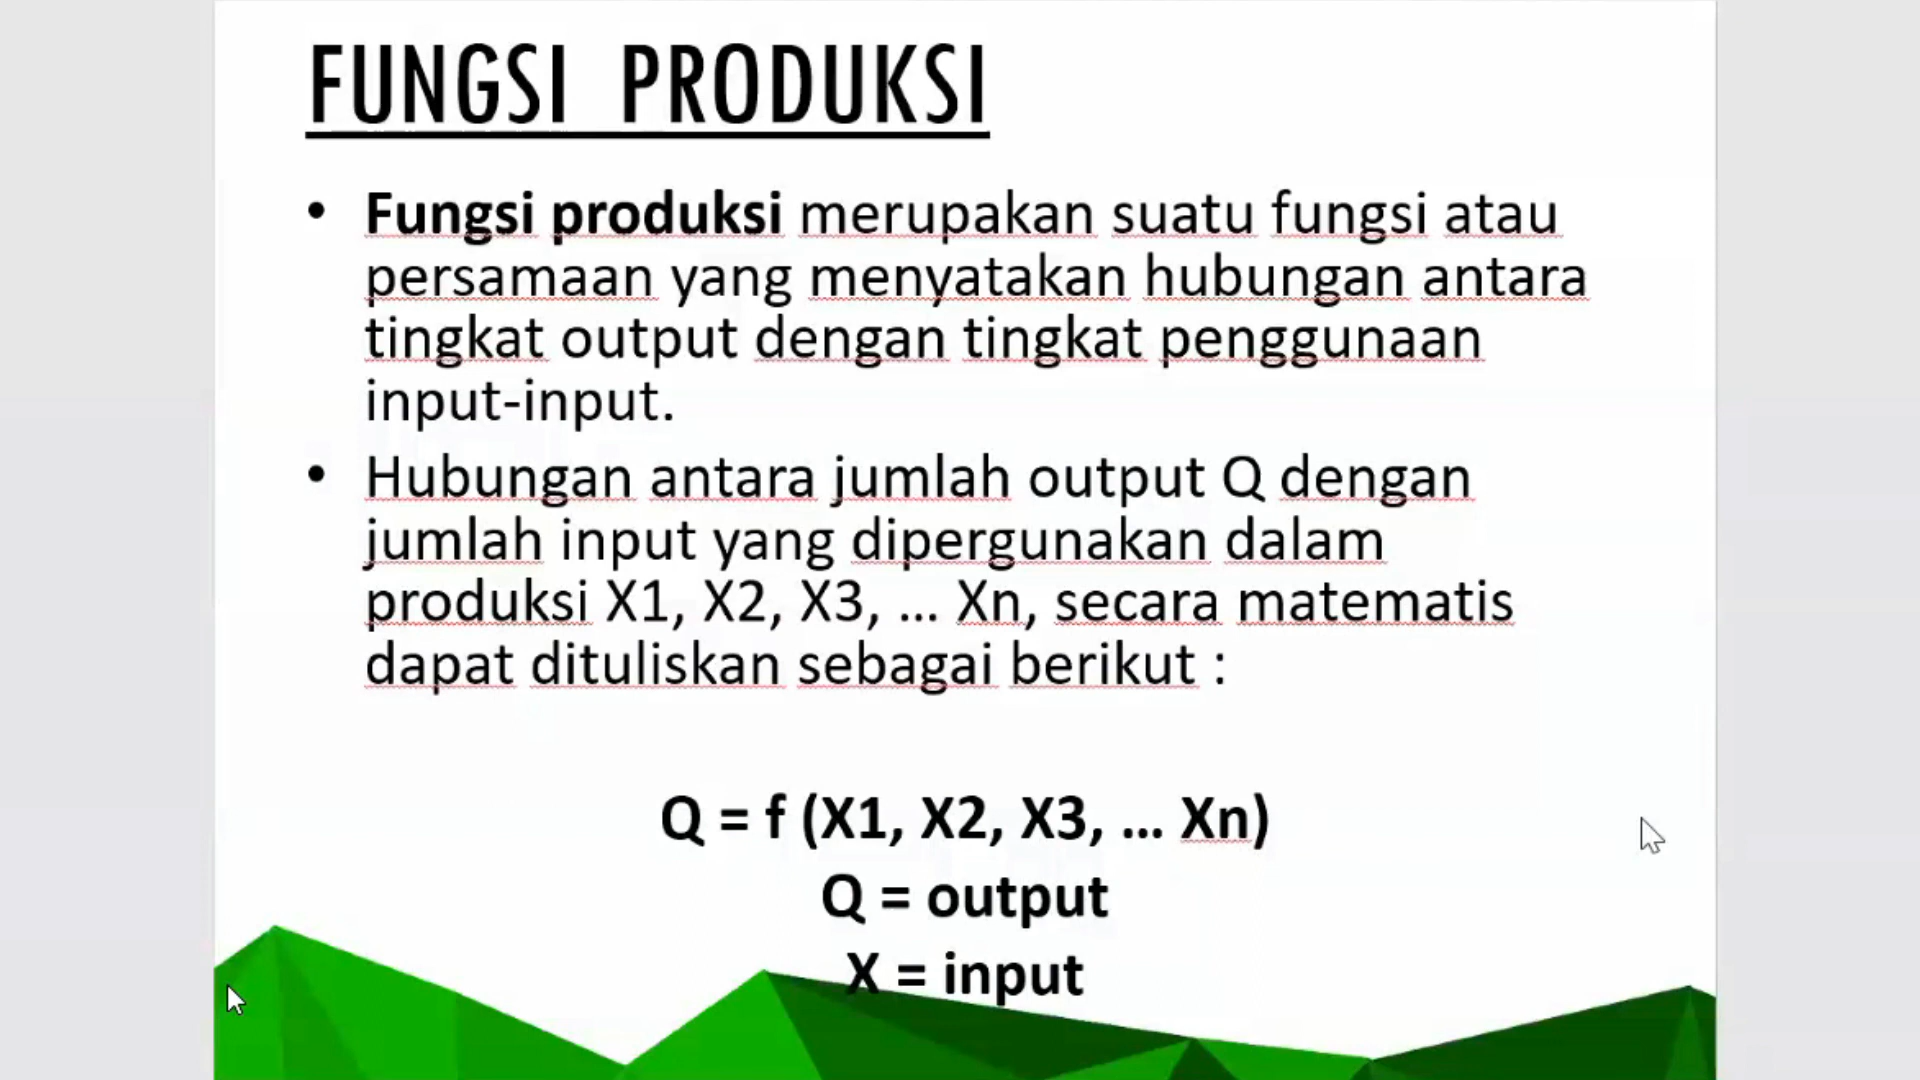 FUNGSI PRODUKSI
• Fungsi produksi merupakan suatu fungsi atau
persamaan yang menyatakan hubungan antara
tingkat output dengan tingkat penggunaan
input-input.
• Hubungan antara jumlah output Q dengan
jumlah input yang dipergunakan dalam
produksi X1, X2, X3, ... Xn, secara matematis
dapat dituliskan sebagai berikut :
Q = f (X1, X2, X3, ... Xn)
Q = output
X = input